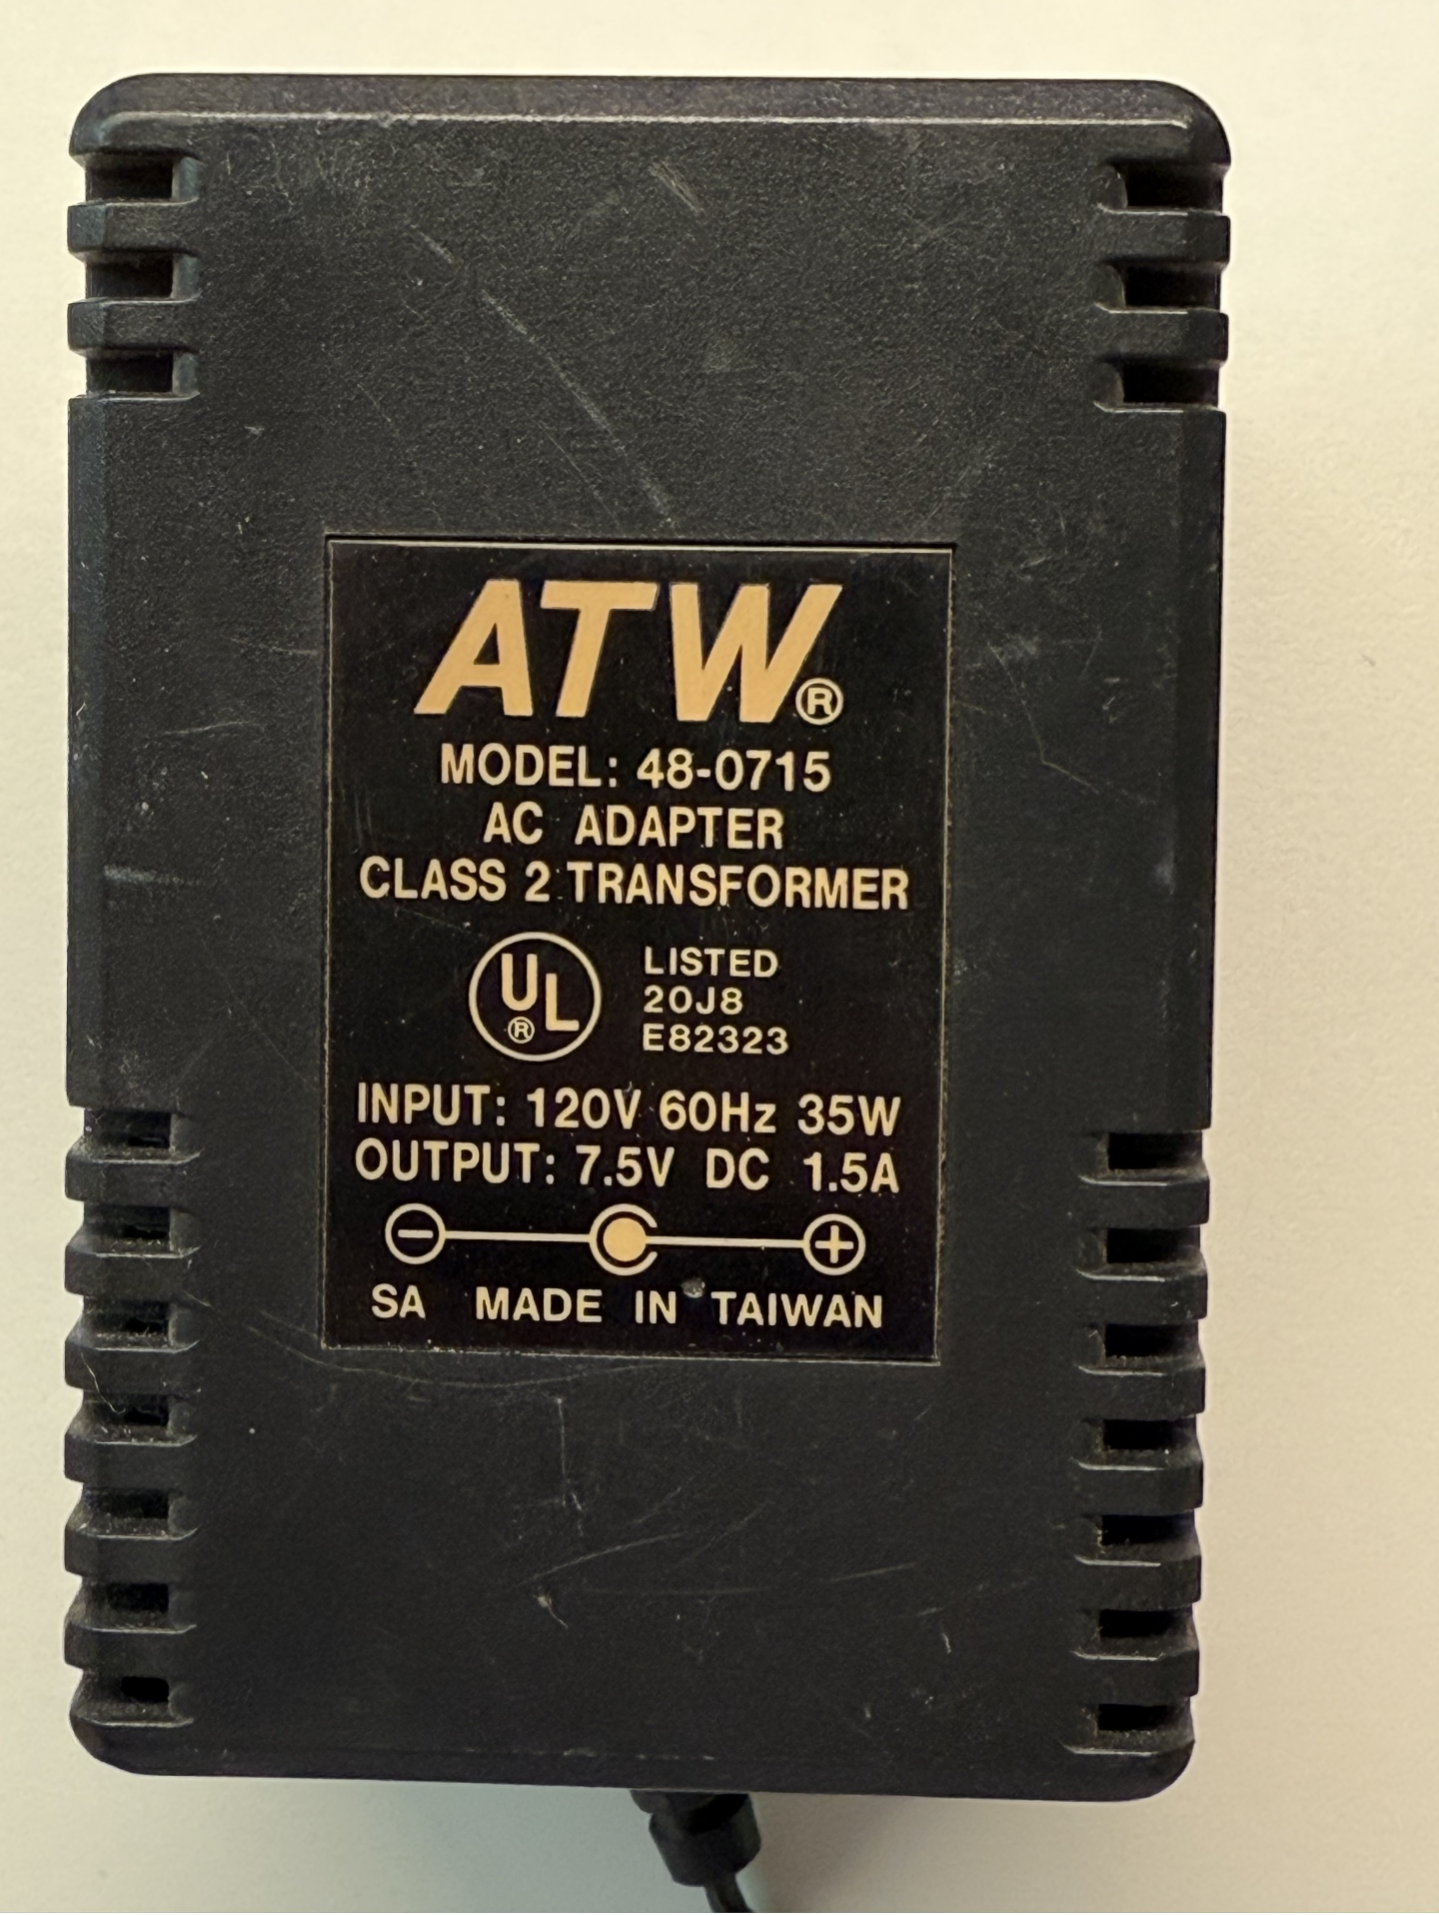 ATW®
MODEL: 48-0715
AC ADAPTER
CLASS 2 TRANSFORMER
UL®
LISTED
20J8
E82323
INPUT: 120V 60Hz 35W
OUTPUT: 7.5V DC 1.5A
- +
SA MADE IN TAIWAN